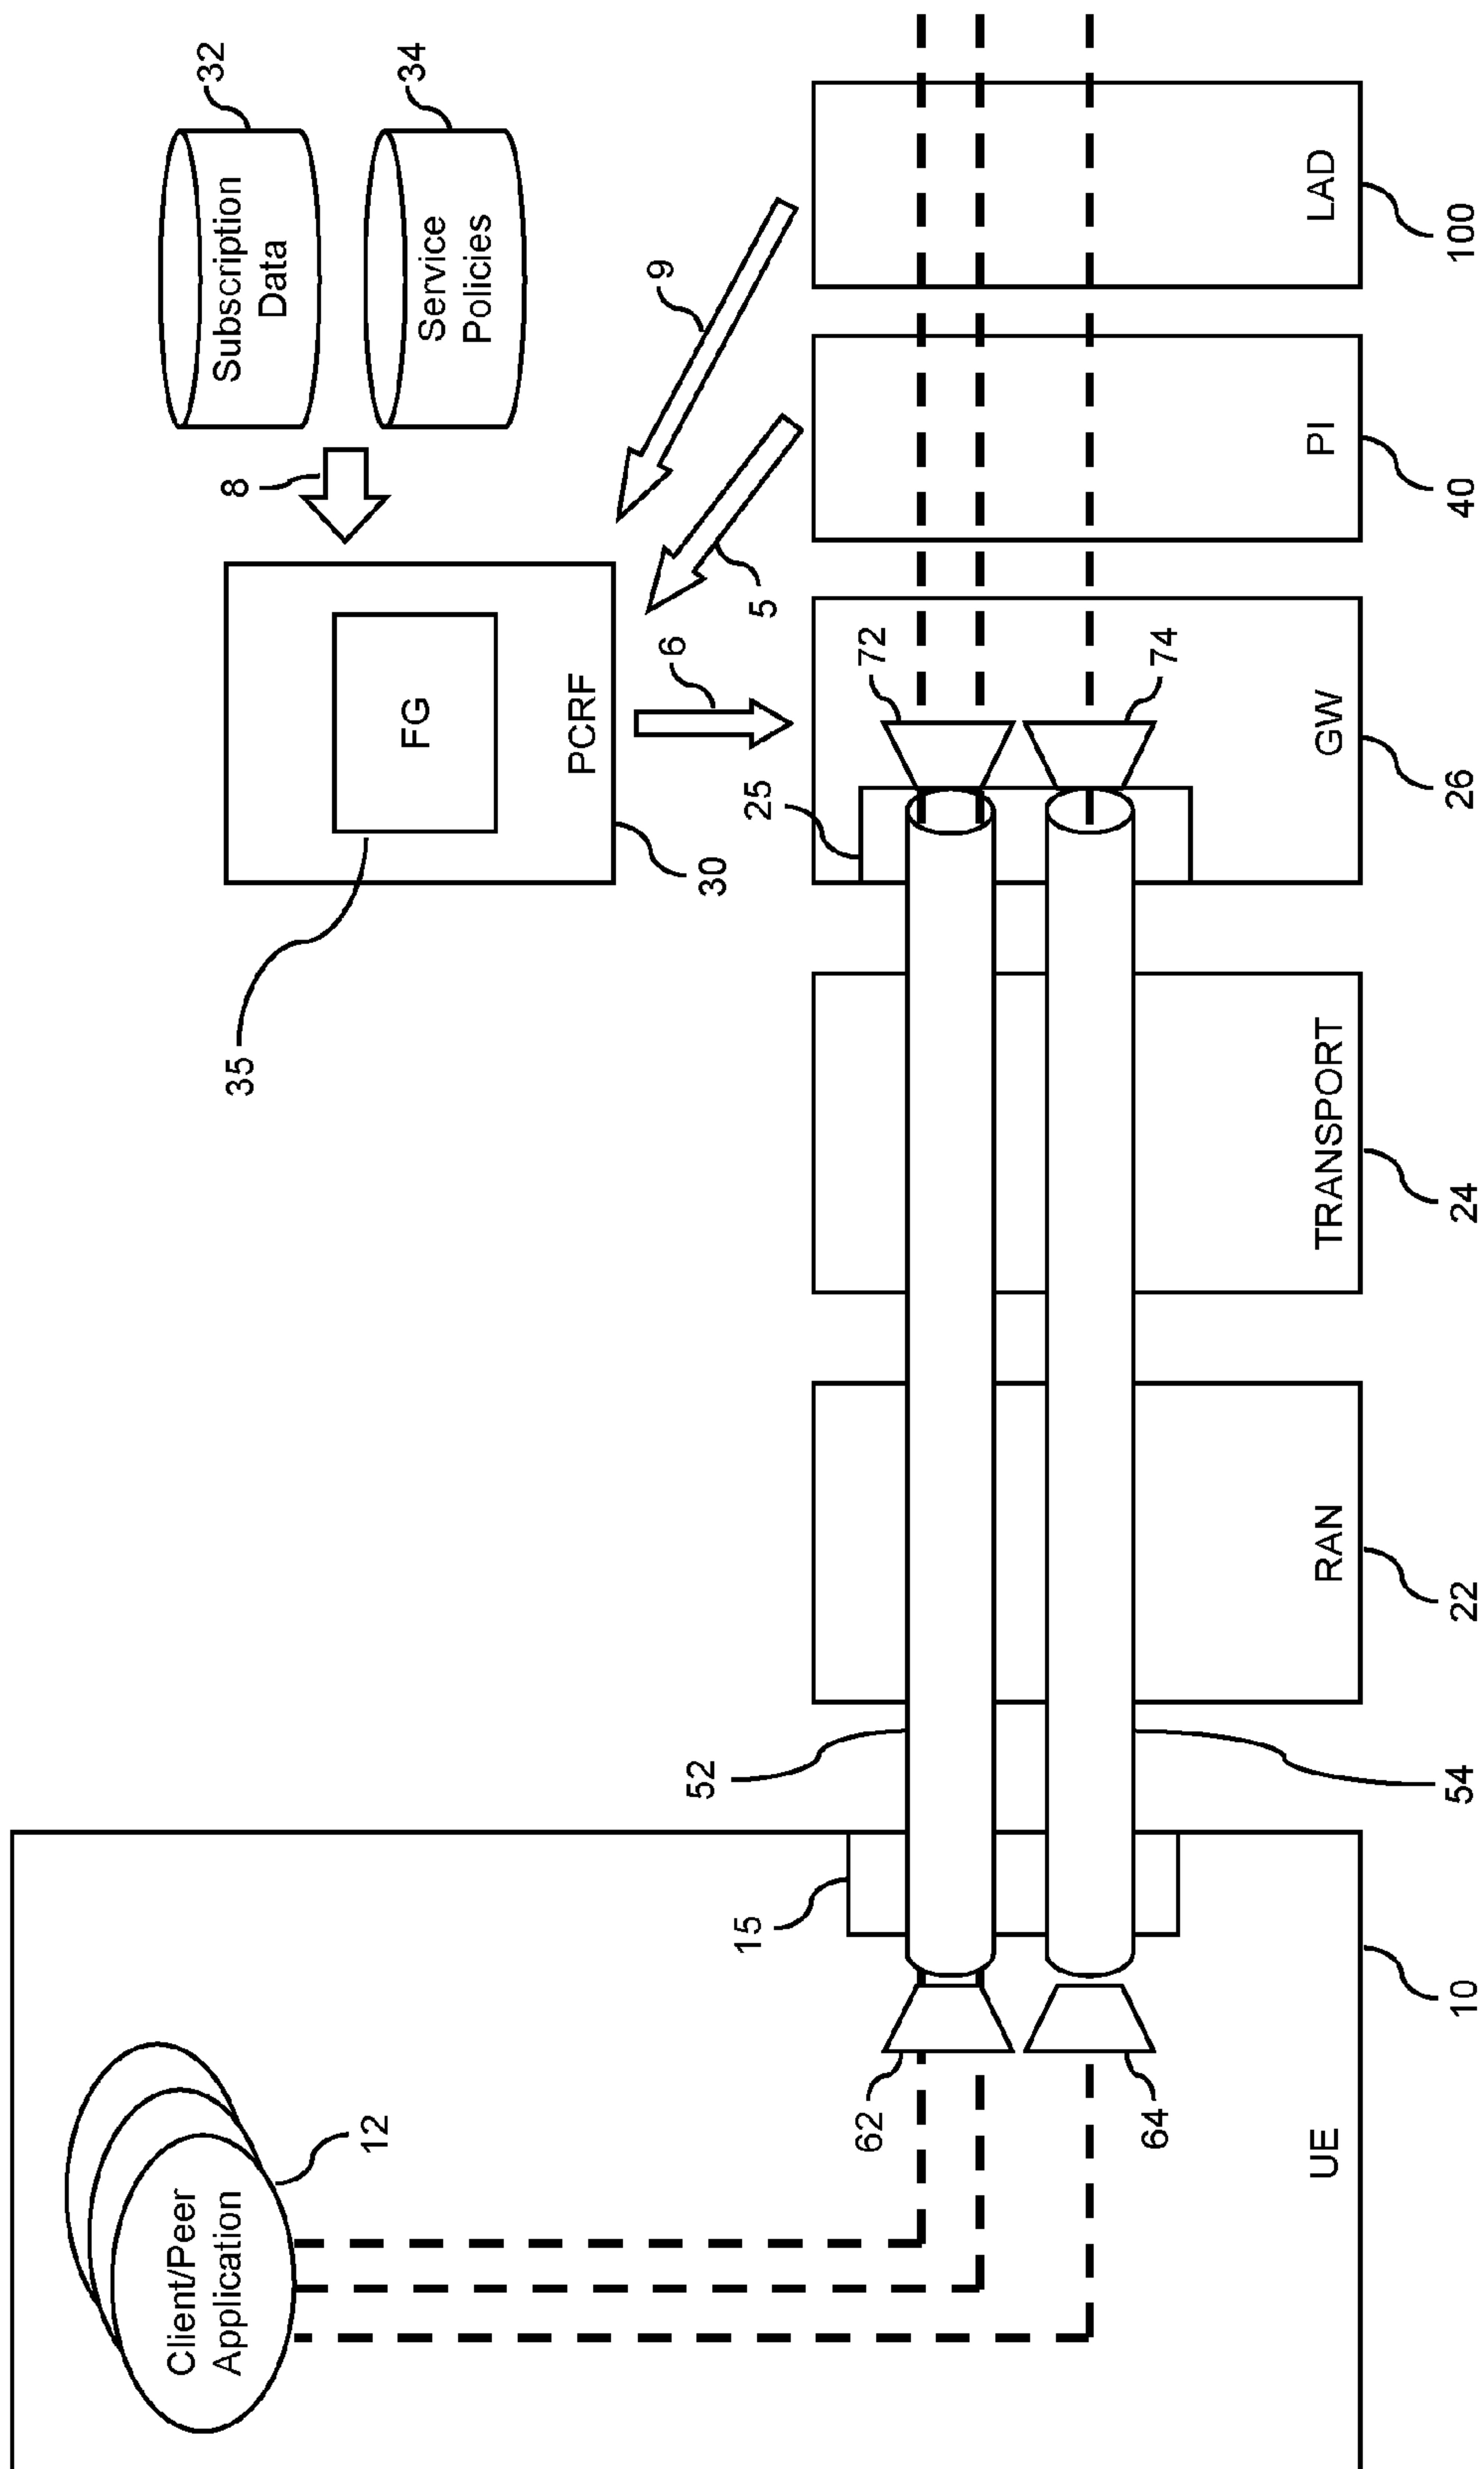 Client/Peer
Application
12
UE
10
15
62
64
52
54
RAN
22
TRANSPORT
24
GW
26
25
72
74
PI
40
LAD
100
FG
35
PCRF
30
6
5
9
8
Subscription
Data
32
Service
Policies
34